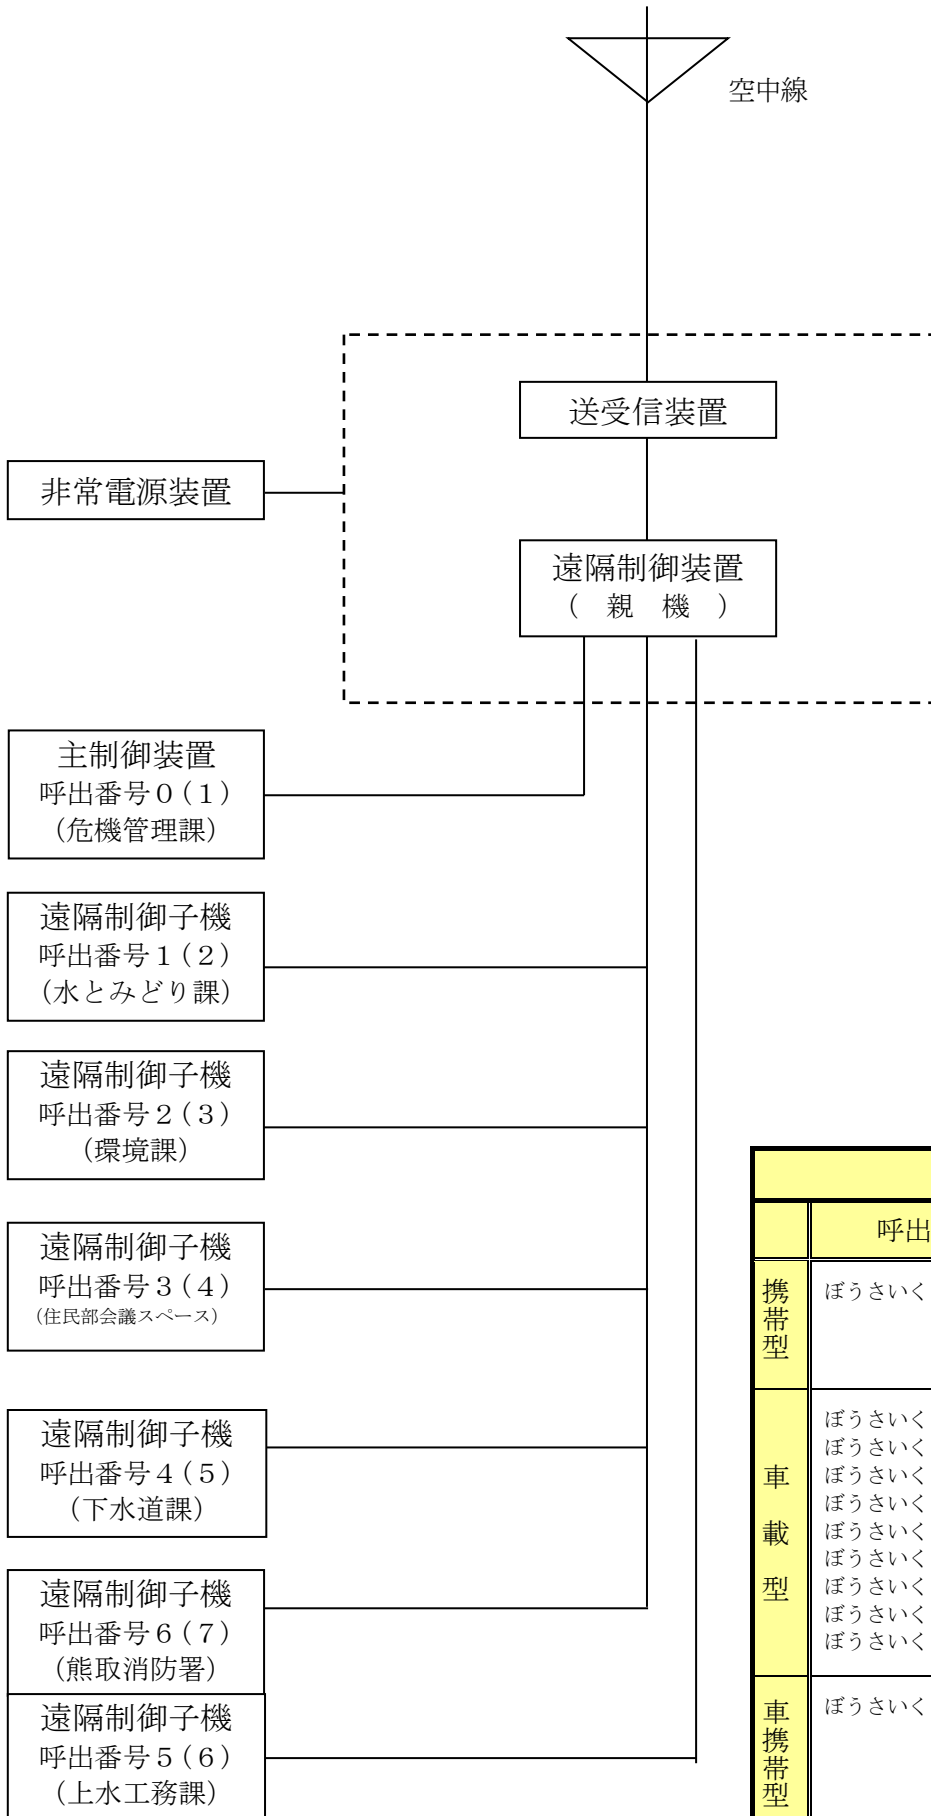 空中線
送受信装置
非常電源装置
遠隔制御装置
（　親　機　）
主制御装置
呼出番号０(１)
(危機管理課)
遠隔制御子機
呼出番号１(２)
(水とみどり課)
遠隔制御子機
呼出番号２(３)
(環境課)
遠隔制御子機
呼出番号３(４)
(住民部会議スペース)
遠隔制御子機
呼出番号４(５)
(下水道課)
遠隔制御子機
呼出番号６(７)
(熊取消防署)
遠隔制御子機
呼出番号５(６)
(上水工務課)
呼出
携帯型
ぼうさいく
車載型
ぼうさいく
ぼうさいく
ぼうさいく
ぼうさいく
ぼうさいく
ぼうさいく
ぼうさいく
ぼうさいく
ぼうさいく
車携帯型
ぼうさいく